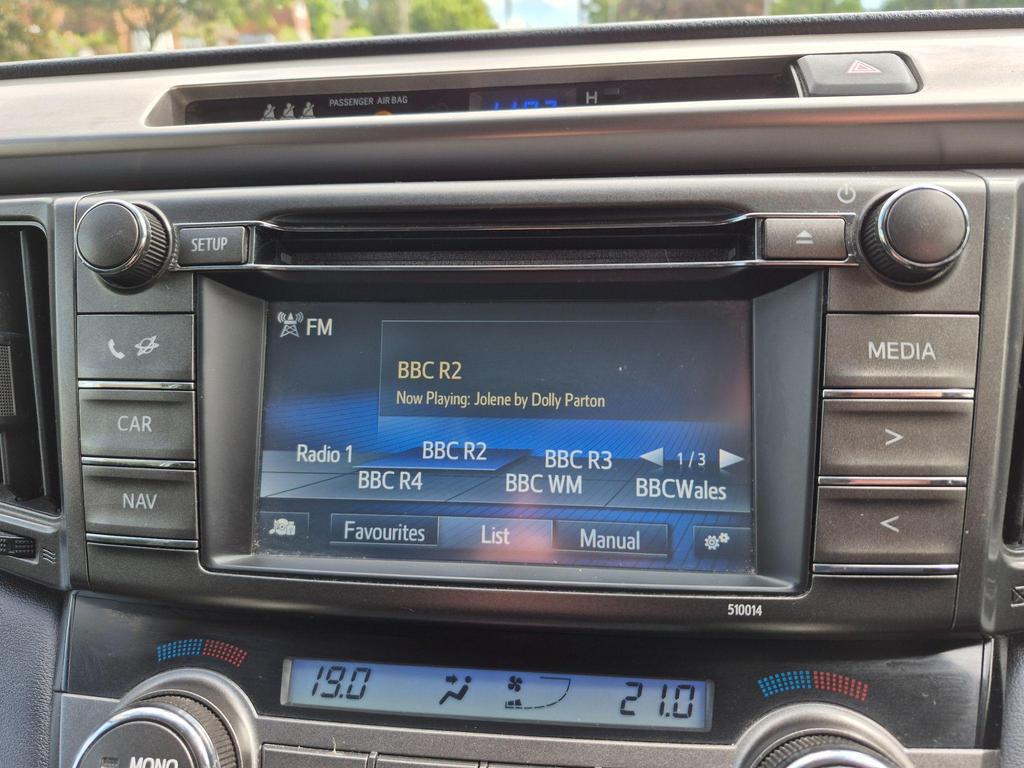 PASSENGER AIR BAG
H
SETUP
FM
MEDIA
BBC R2
Now Playing: Jolene by Dolly Parton
CAR
>
Radio 1 BBC R2 BBC R3 1/3
BBC R4 BBC WM BBCWales
NAV
<
Favourites List Manual
510014
19.0 21.0
MONO